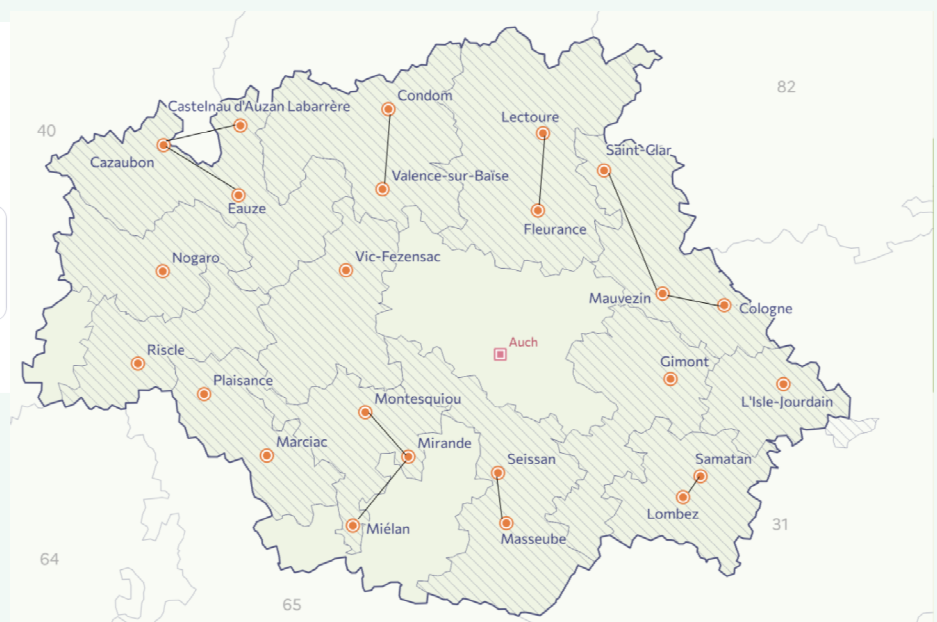 82
Condom
Castelnau d'Auzan Labarrère
Lectoure
40
Saint-Clar
Cazaubon
Valence-sur-Baïse
Eauze
Fleurance
Nogaro
Vic-Fezensac
Mauvezin
Cologne
Auch
Riscle
Gimont
Plaisance
Montesquiou
L'Isle-Jourdain
Marciac
Mirande
Seissan
Samatan
Lombez
Miélan
31
Masseube
64
65